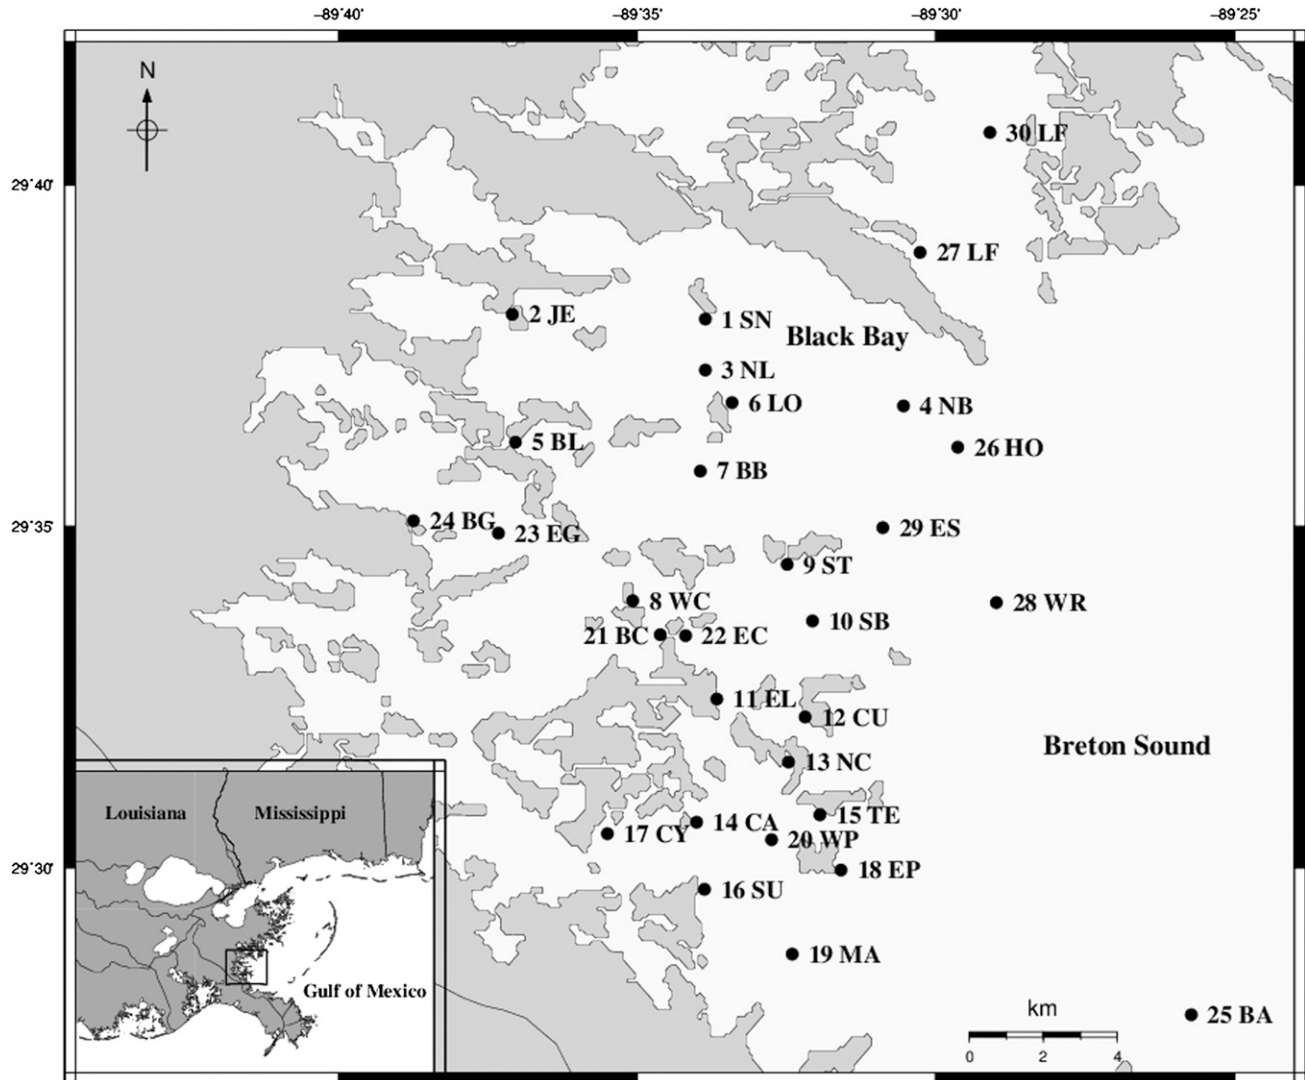 −89°40'
−89°35'
−89°30'
−89°25'
N
30 LF
29°40'
27 LF
2 JE
1 SN
Black Bay
3 NL
6 LO
4 NB
5 BL
26 HO
7 BB
24 BG
29°35'
29 ES
23 EG
9 ST
8 WC
28 WR
10 SB
21 BC
22 EC
11 EL
12 CU
Breton Sound
13 NC
Louisiana
Mississippi
15 TE
14 CA
17 CY
20 WP
29°30'
18 EP
16 SU
19 MA
Gulf of Mexico
km
25 BA
0 2 4